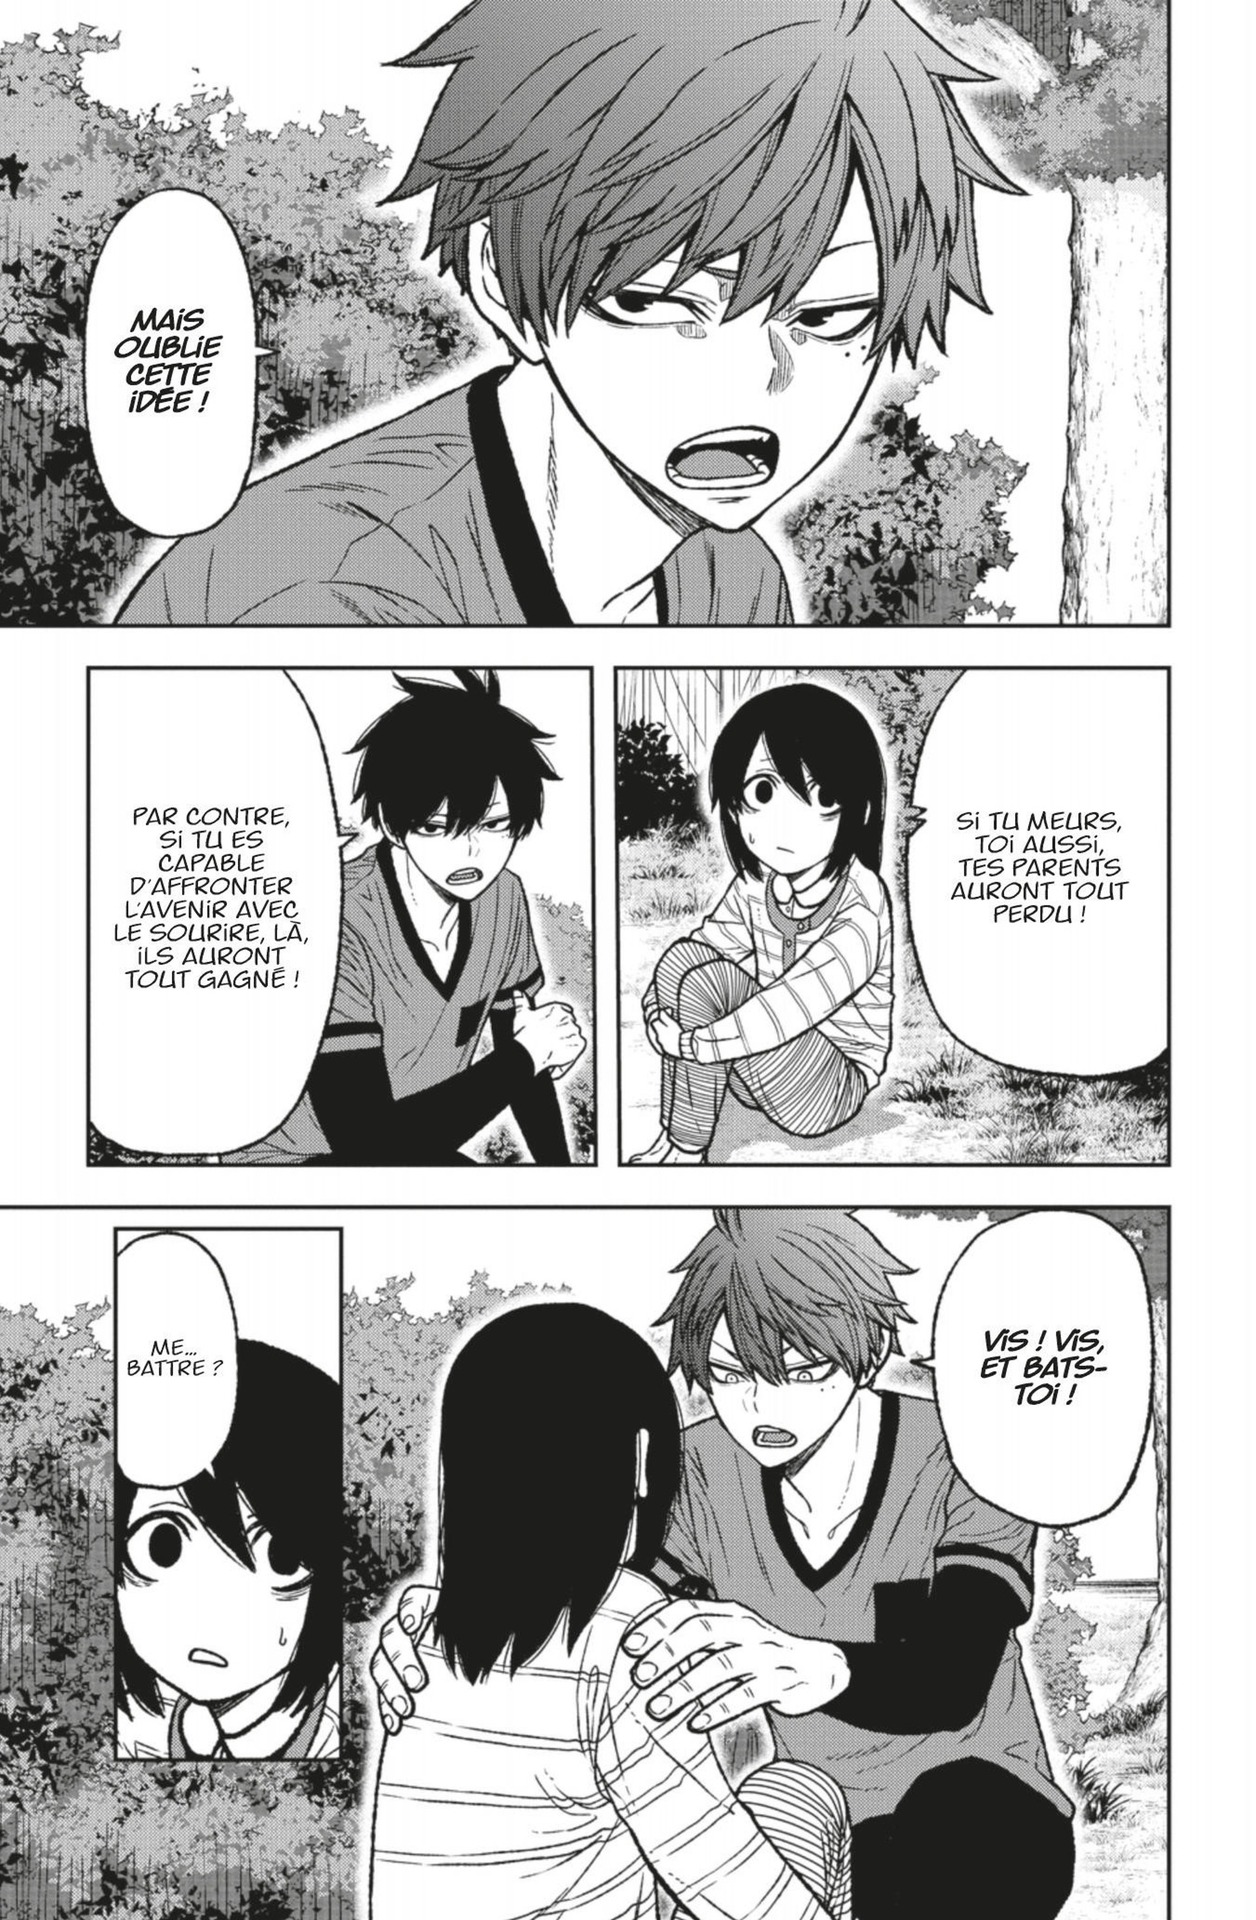 MAIS
OUBLIE
CETTE
IDÉE !
SI TU MEURS,
TOI AUSSI,
TES PARENTS
AURONT TOUT
PERDU !
PAR CONTRE,
SI TU ES
CAPABLE
D'AFFRONTER
L'AVENIR AVEC
LE SOURIRE, LÀ,
ILS AURONT
TOUT GAGNÉ !
VIS ! VIS,
ET BATS-
TOI !
ME...
BATTRE ?